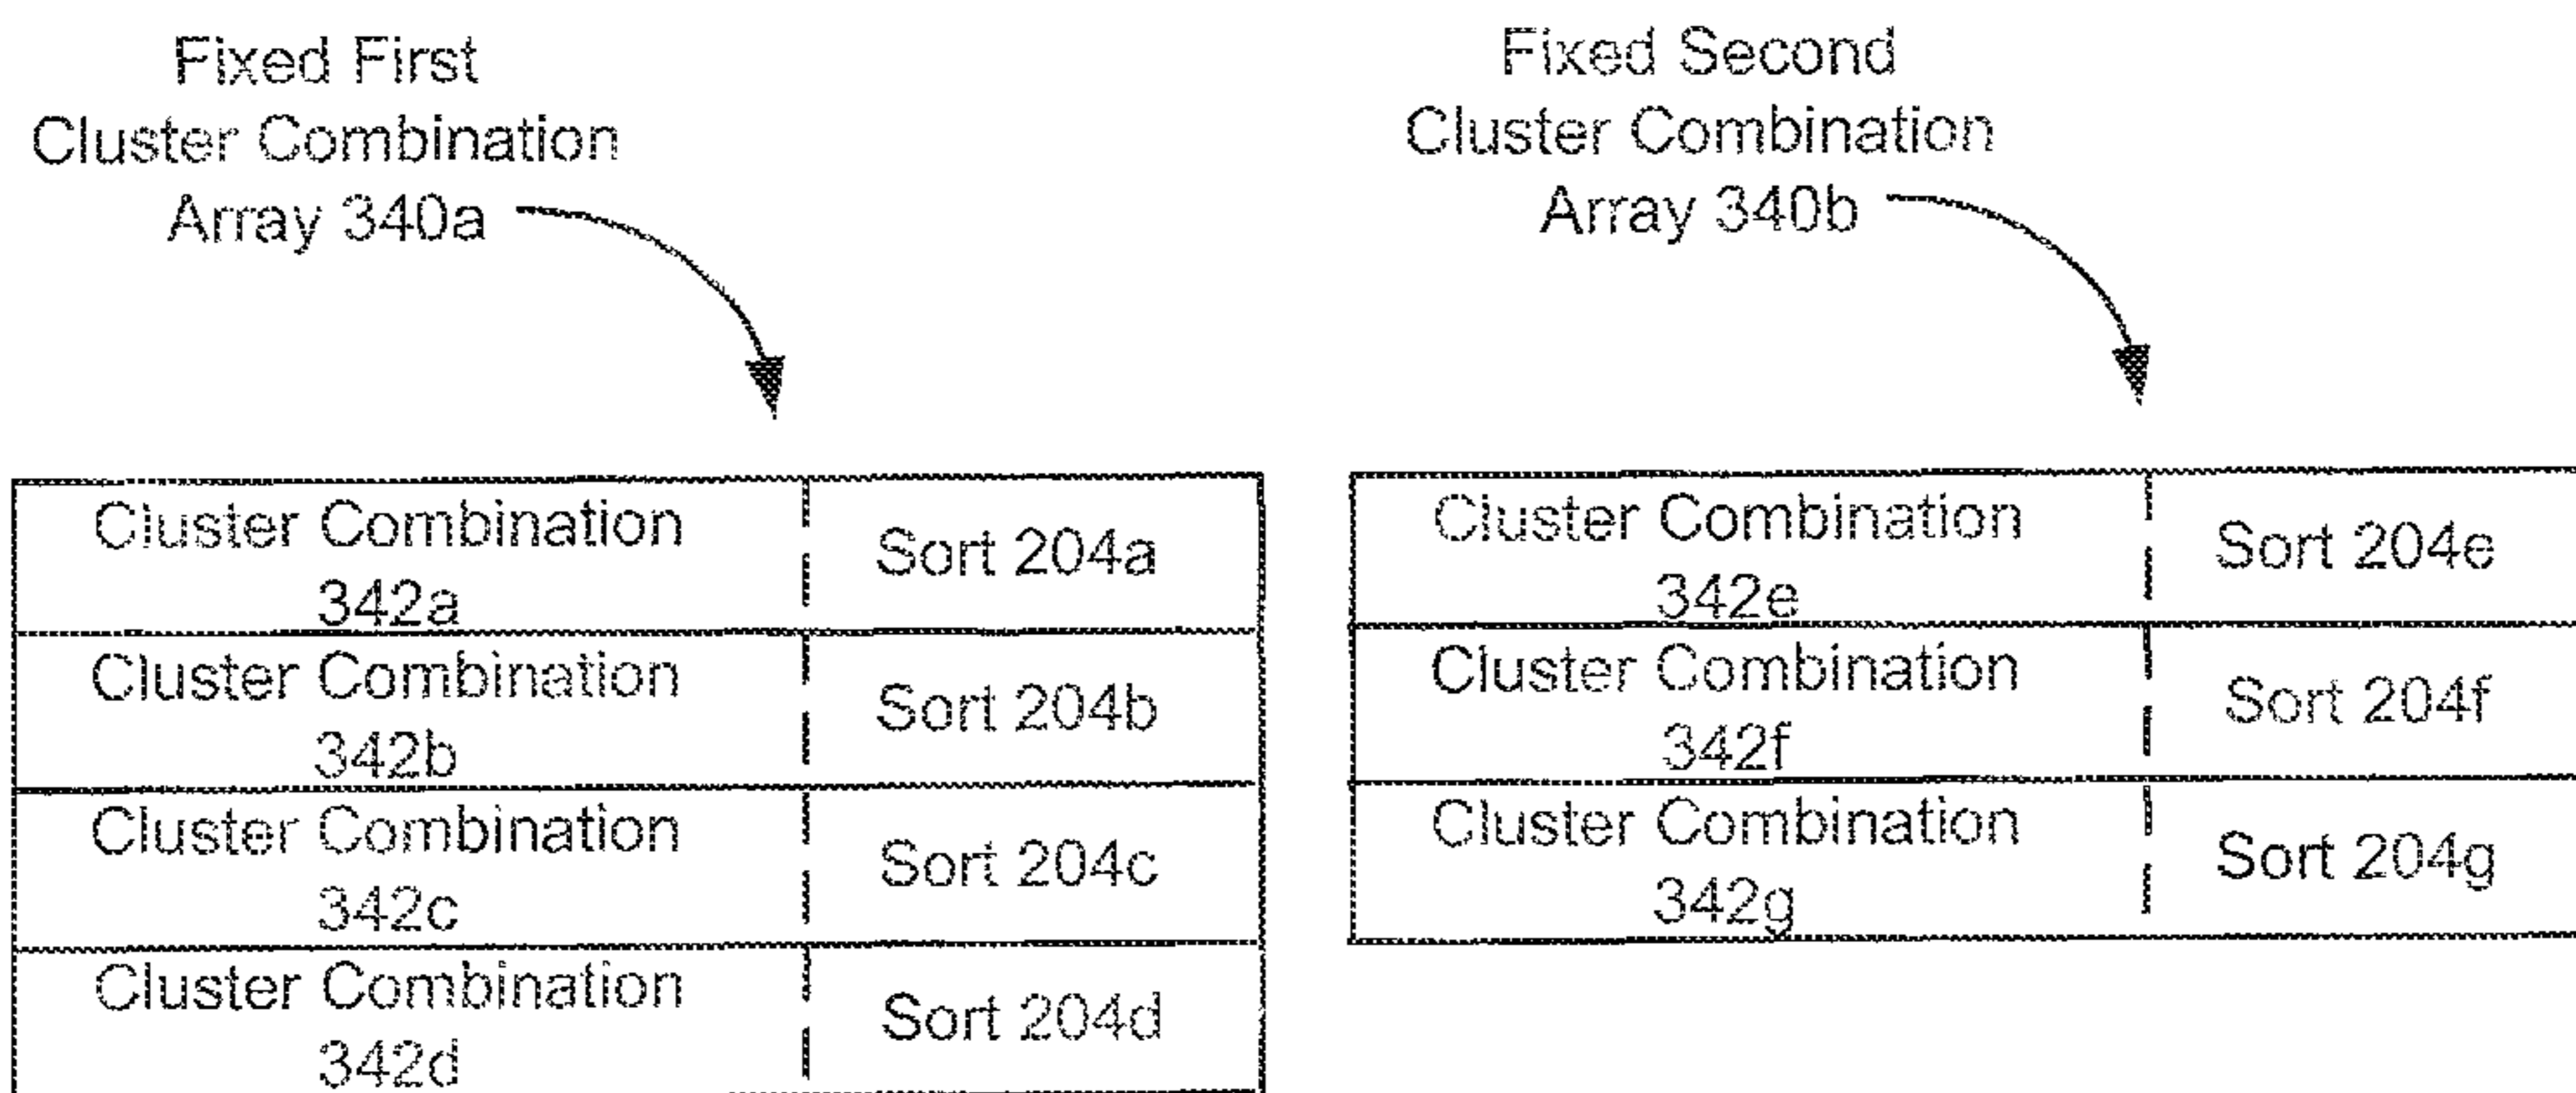 Fixed First
Cluster Combination
Array 340a
Fixed Second
Cluster Combination
Array 340b
Cluster Combination
342a
Sort 204a
Cluster Combination
342b
Sort 204b
Cluster Combination
342c
Sort 204c
Cluster Combination
342d
Sort 204d
Cluster Combination
342e
Sort 204e
Cluster Combination
342f
Sort 204f
Cluster Combination
342g
Sort 204g